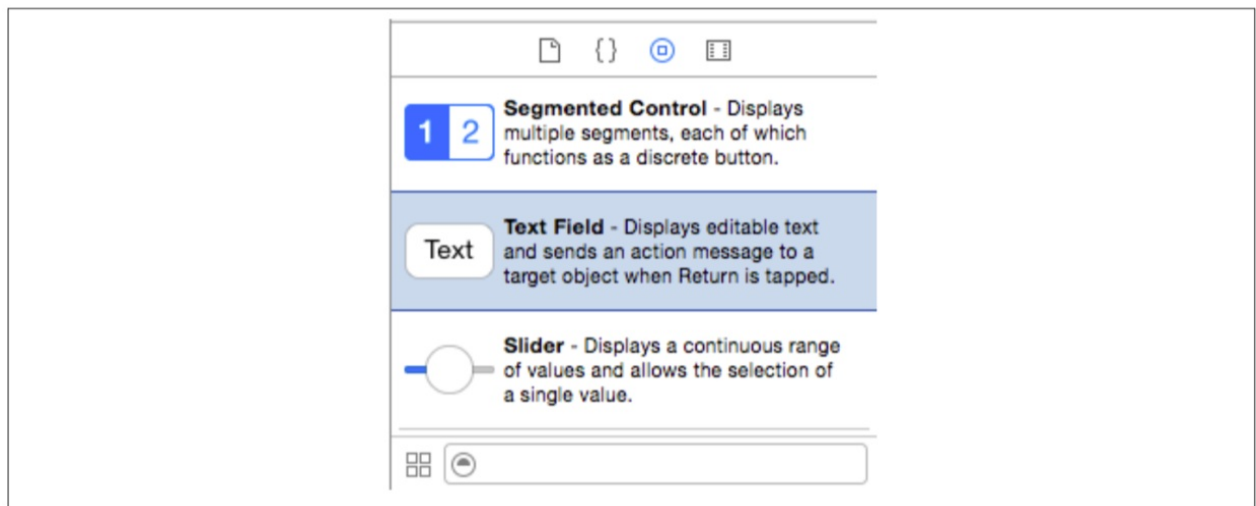 {}
1 2
Segmented Control - Displays
multiple segments, each of which
functions as a discrete button.
Text
Text Field - Displays editable text
and sends an action message to a
target object when Return is tapped.
Slider - Displays a continuous range
of values and allows the selection of
a single value.